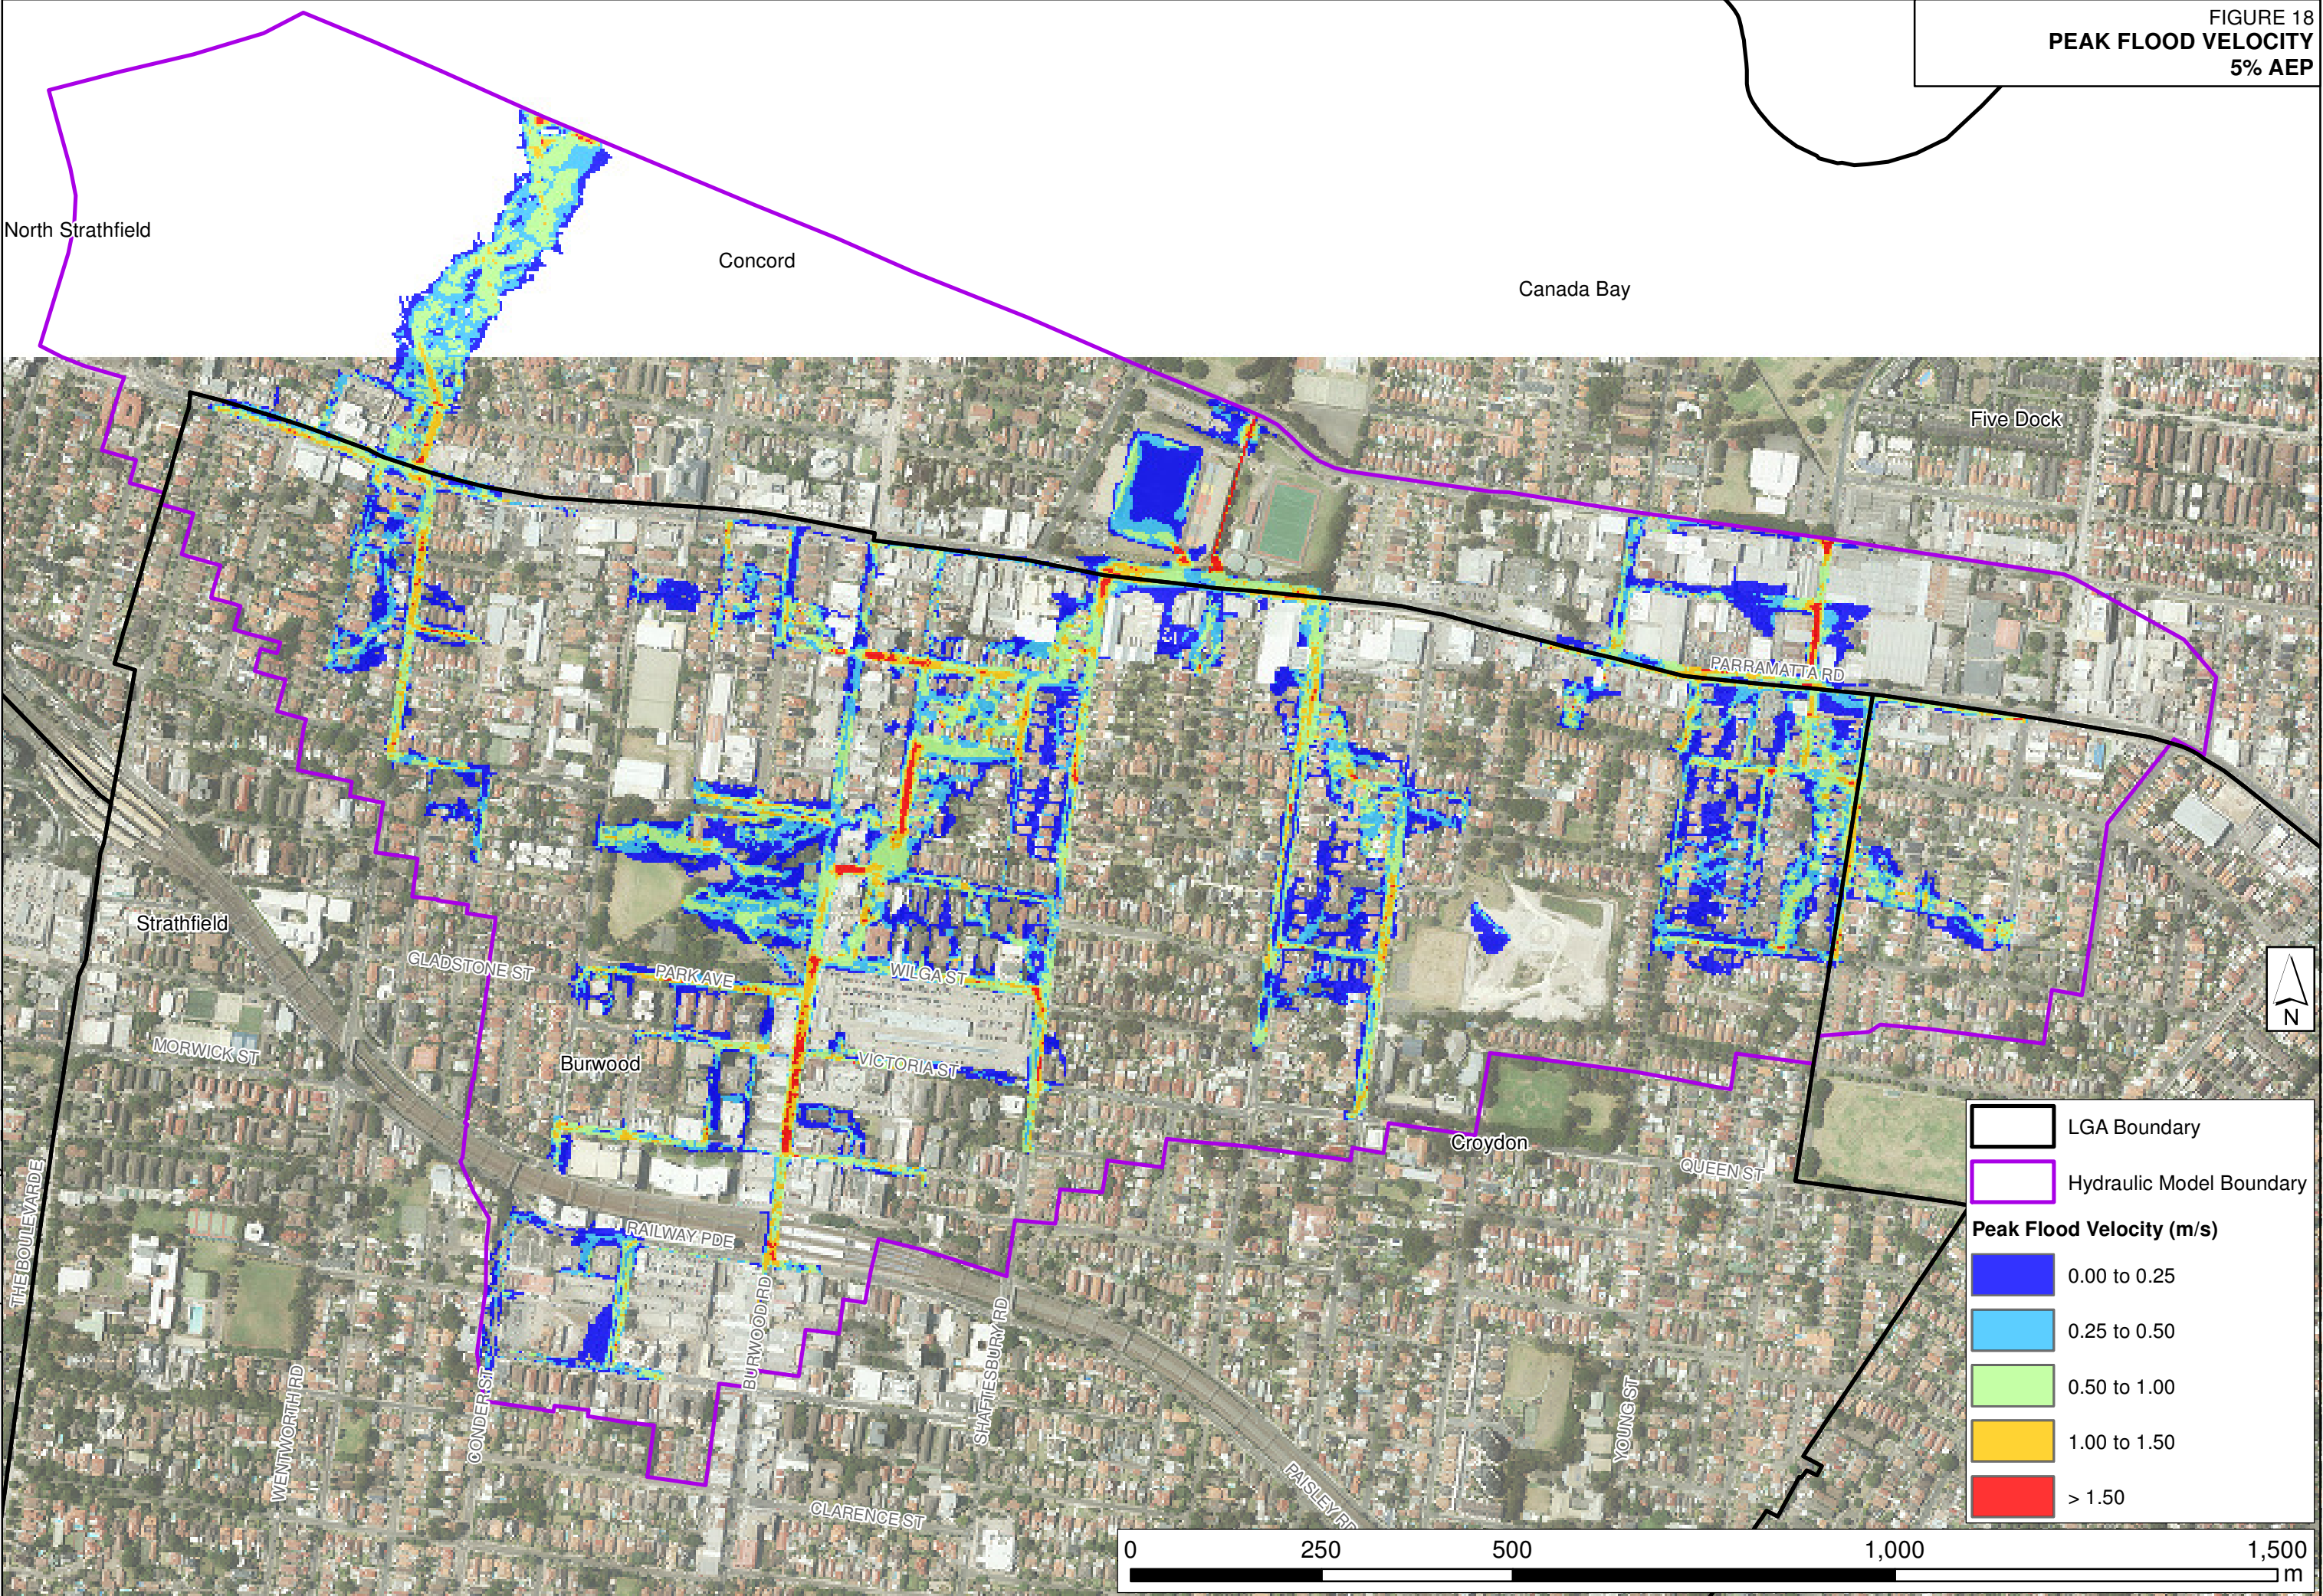 FIGURE 18
PEAK FLOOD VELOCITY
5% AEP
North Strathfield
Concord
Canada Bay
Five Dock
PARRAMATTA RD
Strathfield
GLADSTONE ST
PARK AVE
WILGA ST
MORWICK ST
Burwood
VICTORIA ST
Croydon
QUEEN ST
THE BOULEVARDE
RAILWAY PDE
BURWOOD RD
SHAFTESBURY RD
WENTWORTH RD
CONDER ST
YOUNG ST
PAISLEY RD
CLARENCE ST
N
LGA Boundary
Hydraulic Model Boundary
Peak Flood Velocity (m/s)
0.00 to 0.25
0.25 to 0.50
0.50 to 1.00
1.00 to 1.50
> 1.50
0 250 500 1,000 1,500
m